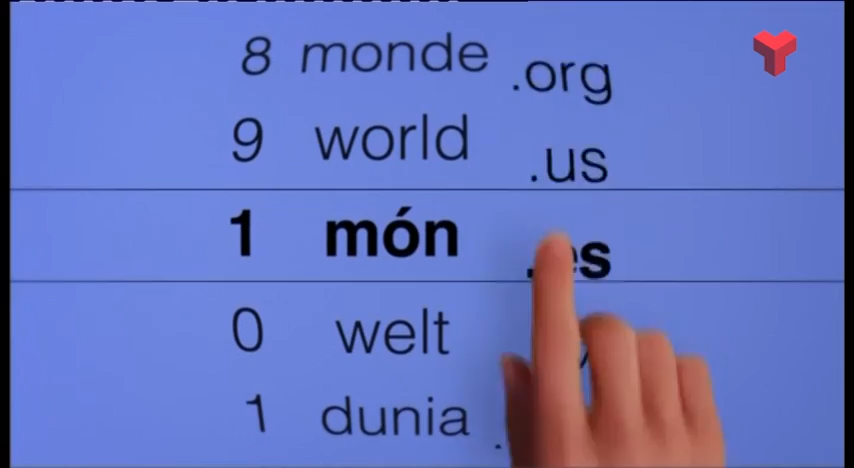 8 monde .org
9 world .us
1 món .es
0 welt
1 dunia